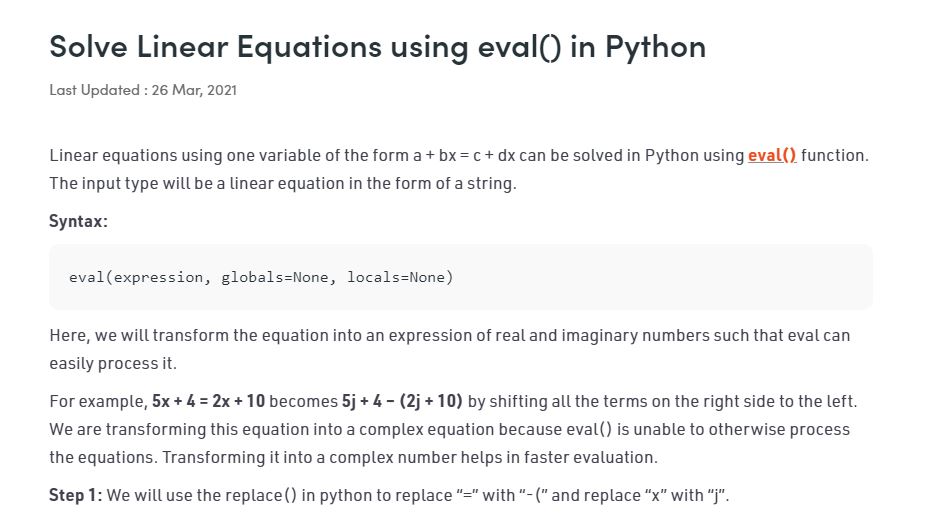 Solve Linear Equations using eval() in Python
Last Updated : 26 Mar, 2021
Linear equations using one variable of the form a + bx = c + dx can be solved in Python using eval() function.
The input type will be a linear equation in the form of a string.
Syntax:
eval(expression, globals=None, locals=None)
Here, we will transform the equation into an expression of real and imaginary numbers such that eval can
easily process it.
For example, 5x + 4 = 2x + 10 becomes 5j + 4 – (2j + 10) by shifting all the terms on the right side to the left.
We are transforming this equation into a complex equation because eval() is unable to otherwise process
the equations. Transforming it into a complex number helps in faster evaluation.
Step 1: We will use the replace() in python to replace “=” with “-(” and replace “x” with “j”.